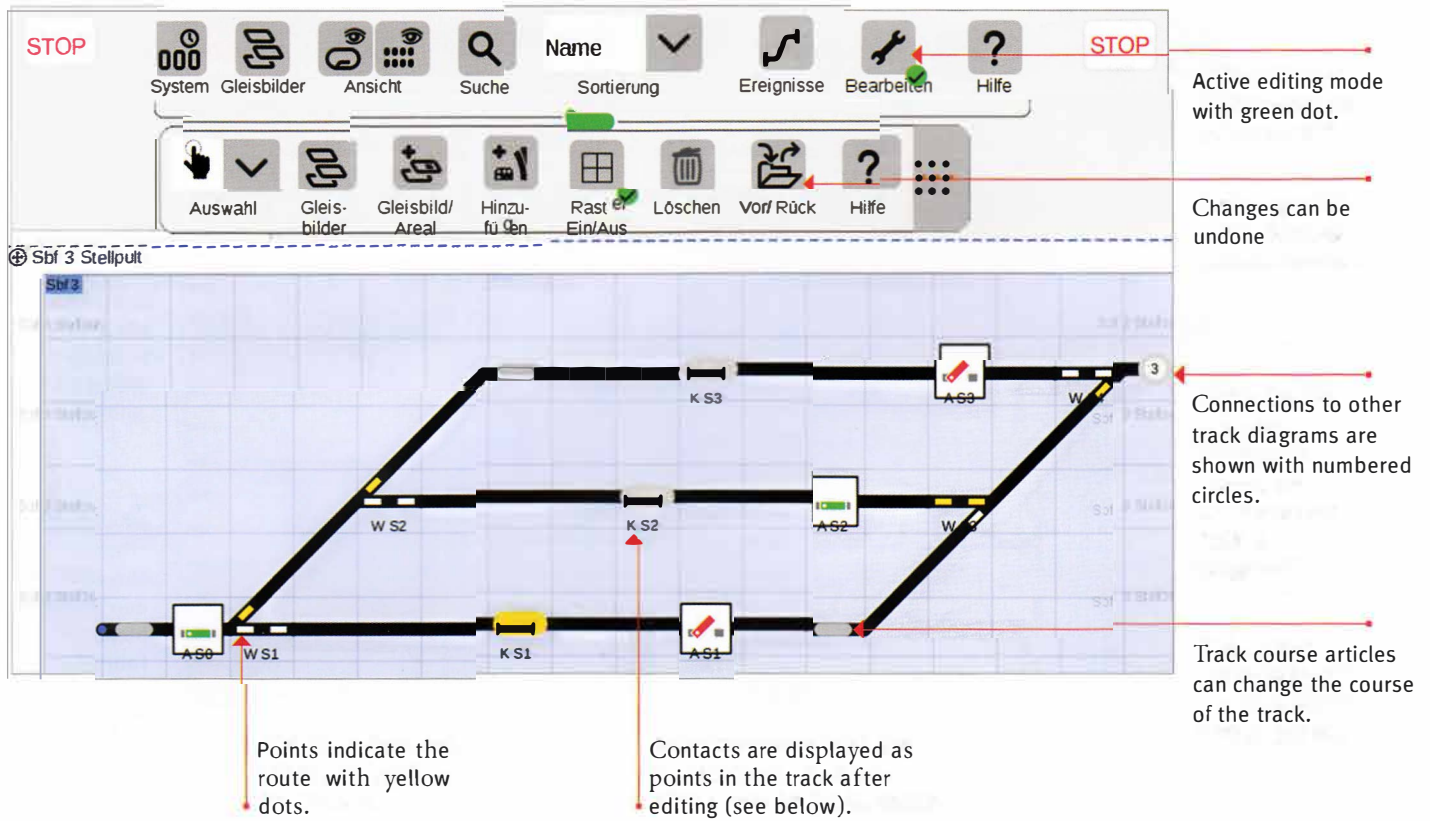 STOP
Name
STOP
System Gleisbilder Ansicht Suche Sortierung Ereignisse Bearbeiten Hilfe
Active editing mode
with green dot.
Auswahl Gleis- Gleisbild/ Hinzu- Raster Löschen Vor/ Rück Hilfe
bilder Areal fügen Ein/Aus
Changes can be
undone
Sbf 3 Stellpult
Sbf 3
3
K S3
A S3
Connections to other
track diagrams are
shown with numbered
circles.
W S2
K S2
A S2
A S0
W S1
K S1
A S1
Track course articles
can change the course
of the track.
Points indicate the
route with yellow
dots.
Contacts are displayed as
points in the track after
editing (see below).